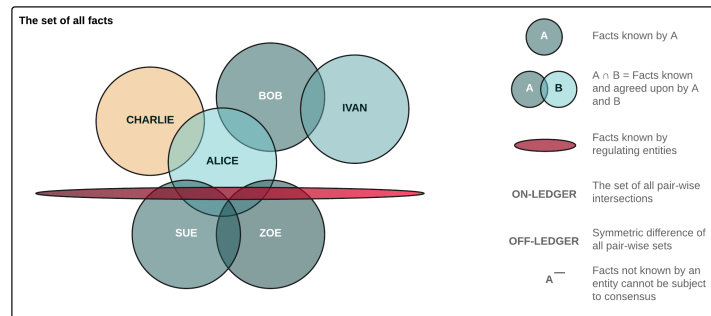 The set of all facts
A
Facts known by A
BOB
IVAN
CHARLIE
ALICE
SUE
ZOE
A
B
A ∩ B = Facts known
and agreed upon by A
and B
Facts known by
regulating entities
ON-LEDGER
The set of all pair-wise
intersections
OFF-LEDGER
Symmetric difference of
all pair-wise sets
A¯
Facts not known by an
entity cannot be subject
to consensus